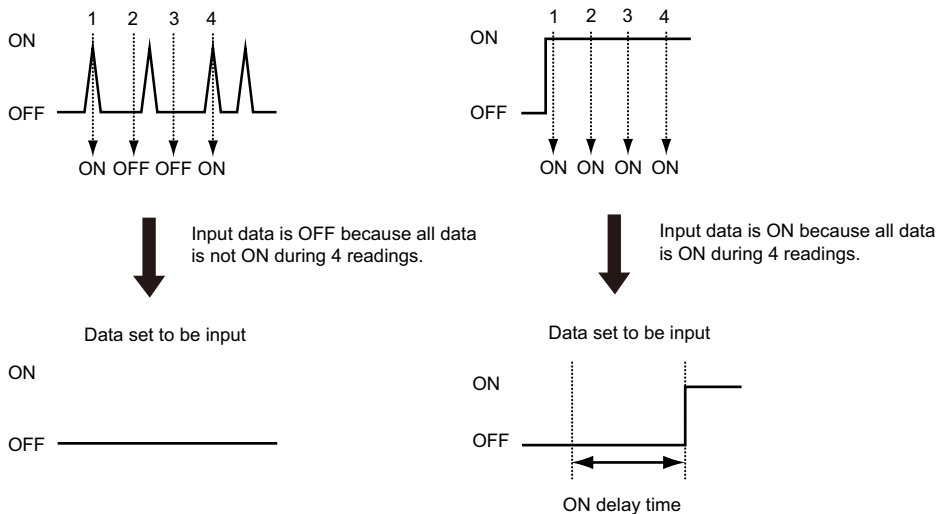 1 2 3 4
ON
OFF
ON OFF OFF ON
Input data is OFF because all data
is not ON during 4 readings.
Data set to be input
ON
OFF
1 2 3 4
ON
OFF
ON ON ON ON
Input data is ON because all data
is ON during 4 readings.
Data set to be input
ON
OFF
ON delay time